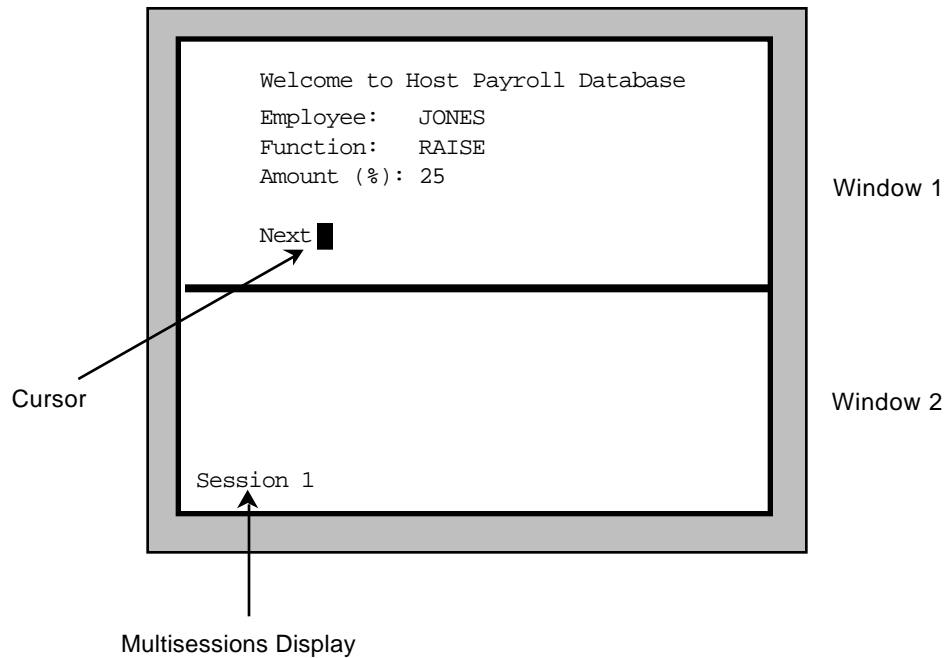 Welcome to Host Payroll Database
Employee: JONES
Function: RAISE
Amount (%): 25
Window 1
Next
Cursor
Window 2
Session 1
Multisessions Display